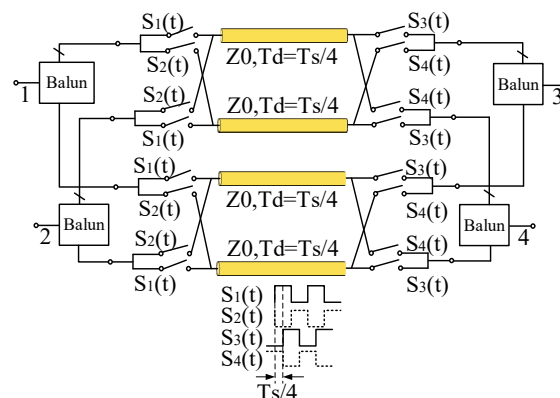 S1(t)
S3(t)
Z0,Td=Ts/4
S2(t)
S4(t)
Balun
1
Balun
3
S2(t)
S4(t)
S1(t)
Z0,Td=Ts/4
S3(t)
S1(t)
S3(t)
S2(t)
Z0,Td=Ts/4
S4(t)
2
Balun
Balun
4
S2(t)
S4(t)
Z0,Td=Ts/4
S1(t)
S3(t)
S1(t)
S2(t)
S3(t)
S4(t)
Ts/4